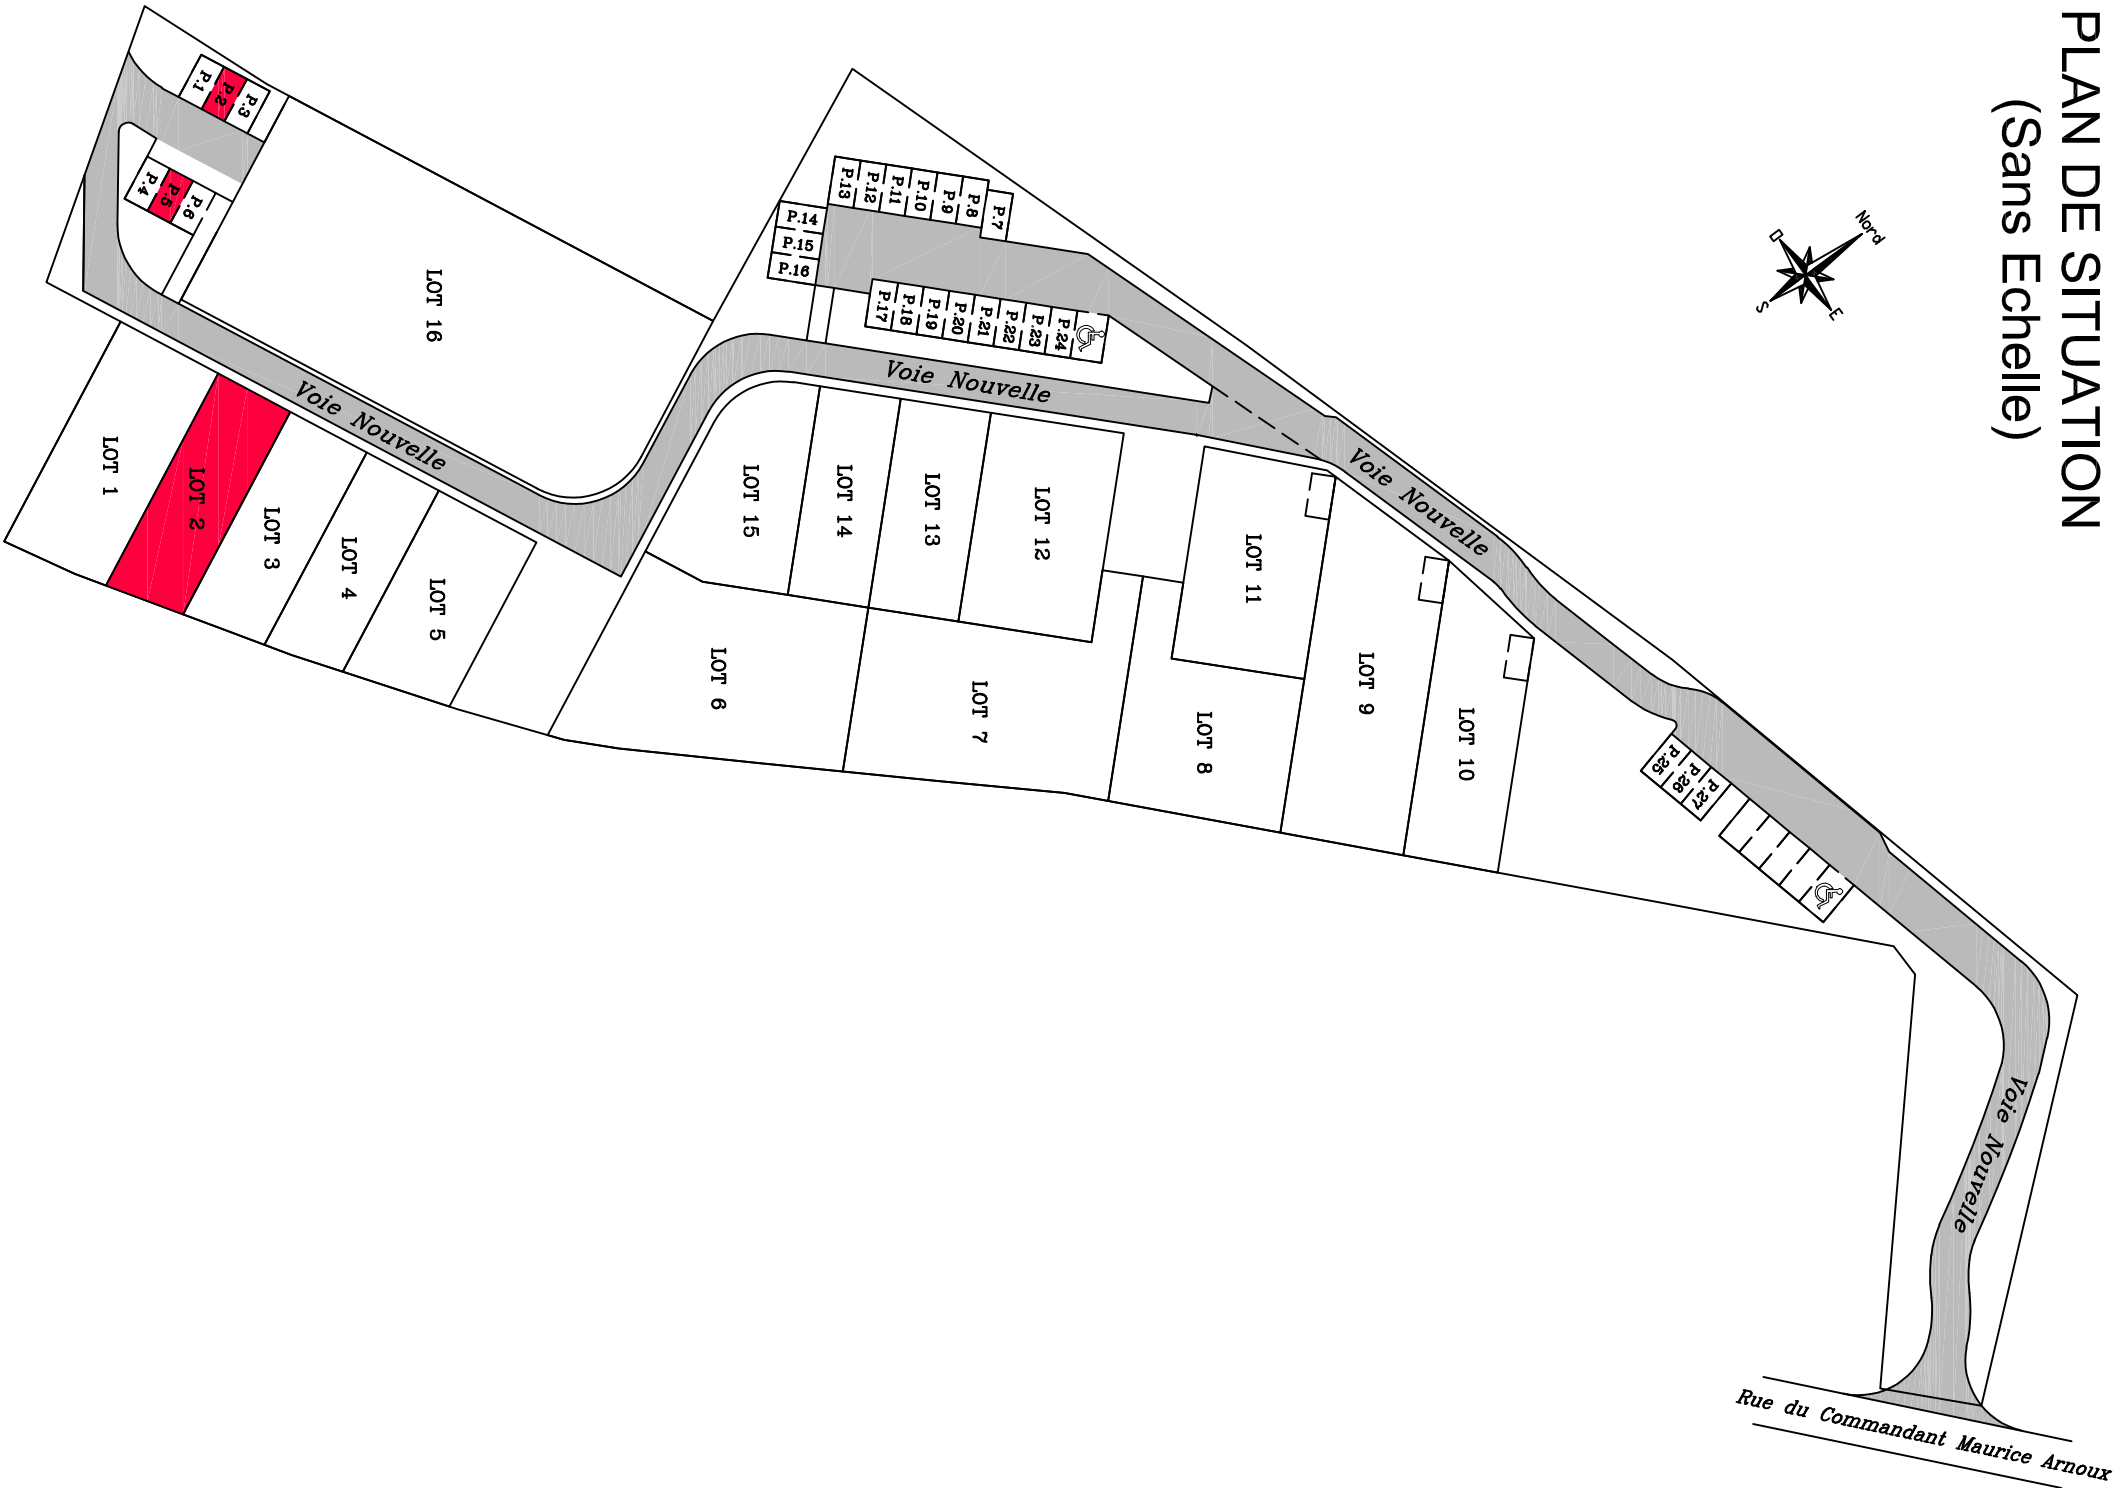 PLAN DE SITUATION
(Sans Echelle)
Nord
O
E
S
P.1
P.2
P.3
P.4
P.5
P.6
LOT 16
P.7
P.8
P.9
P.10
P.11
P.12
P.13
P.14
P.15
P.16
P.17
P.18
P.19
P.20
P.21
P.22
P.23
P.24
Voie Nouvelle
Voie Nouvelle
Voie Nouvelle
LOT 1
LOT 2
LOT 3
LOT 4
LOT 5
LOT 15
LOT 14
LOT 13
LOT 12
LOT 11
LOT 6
LOT 7
LOT 8
LOT 9
LOT 10
P.25
P.26
P.27
Voie Nouvelle
Rue du Commandant Maurice Arnoux